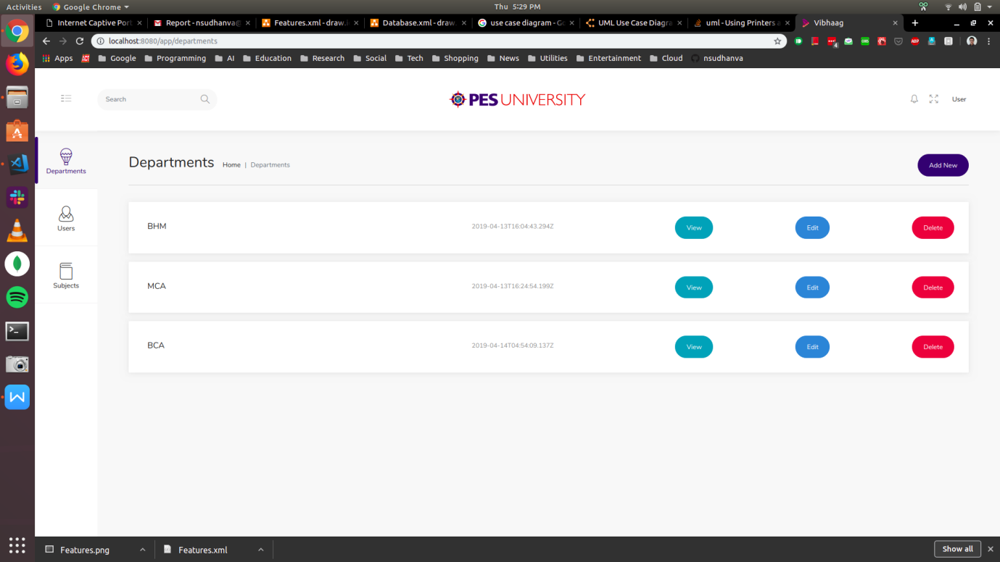 Activities Google Chrome Thu 5:29 PM
Internet Captive Port Report - nsudhanva@ Features.xml - draw.i Database.xml - draw. use case diagram - Go UML Use Case Diagra uml - Using Printers a Vibhaag
localhost:8080/app/departments
4 ABP
Apps ACT Google Programming AI Education Research Social Tech Shopping News Utilities Entertainment Cloud nsudhanva
Search PES UNIVERSITY User
Departments
Users
Subjects
Departments Home | Departments Add New
BHM 2019-04-13T16:04:43.294Z View Edit Delete
MCA 2019-04-13T16:24:54.199Z View Edit Delete
BCA 2019-04-14T04:54:09.137Z View Edit Delete
Features.png Features.xml Show all